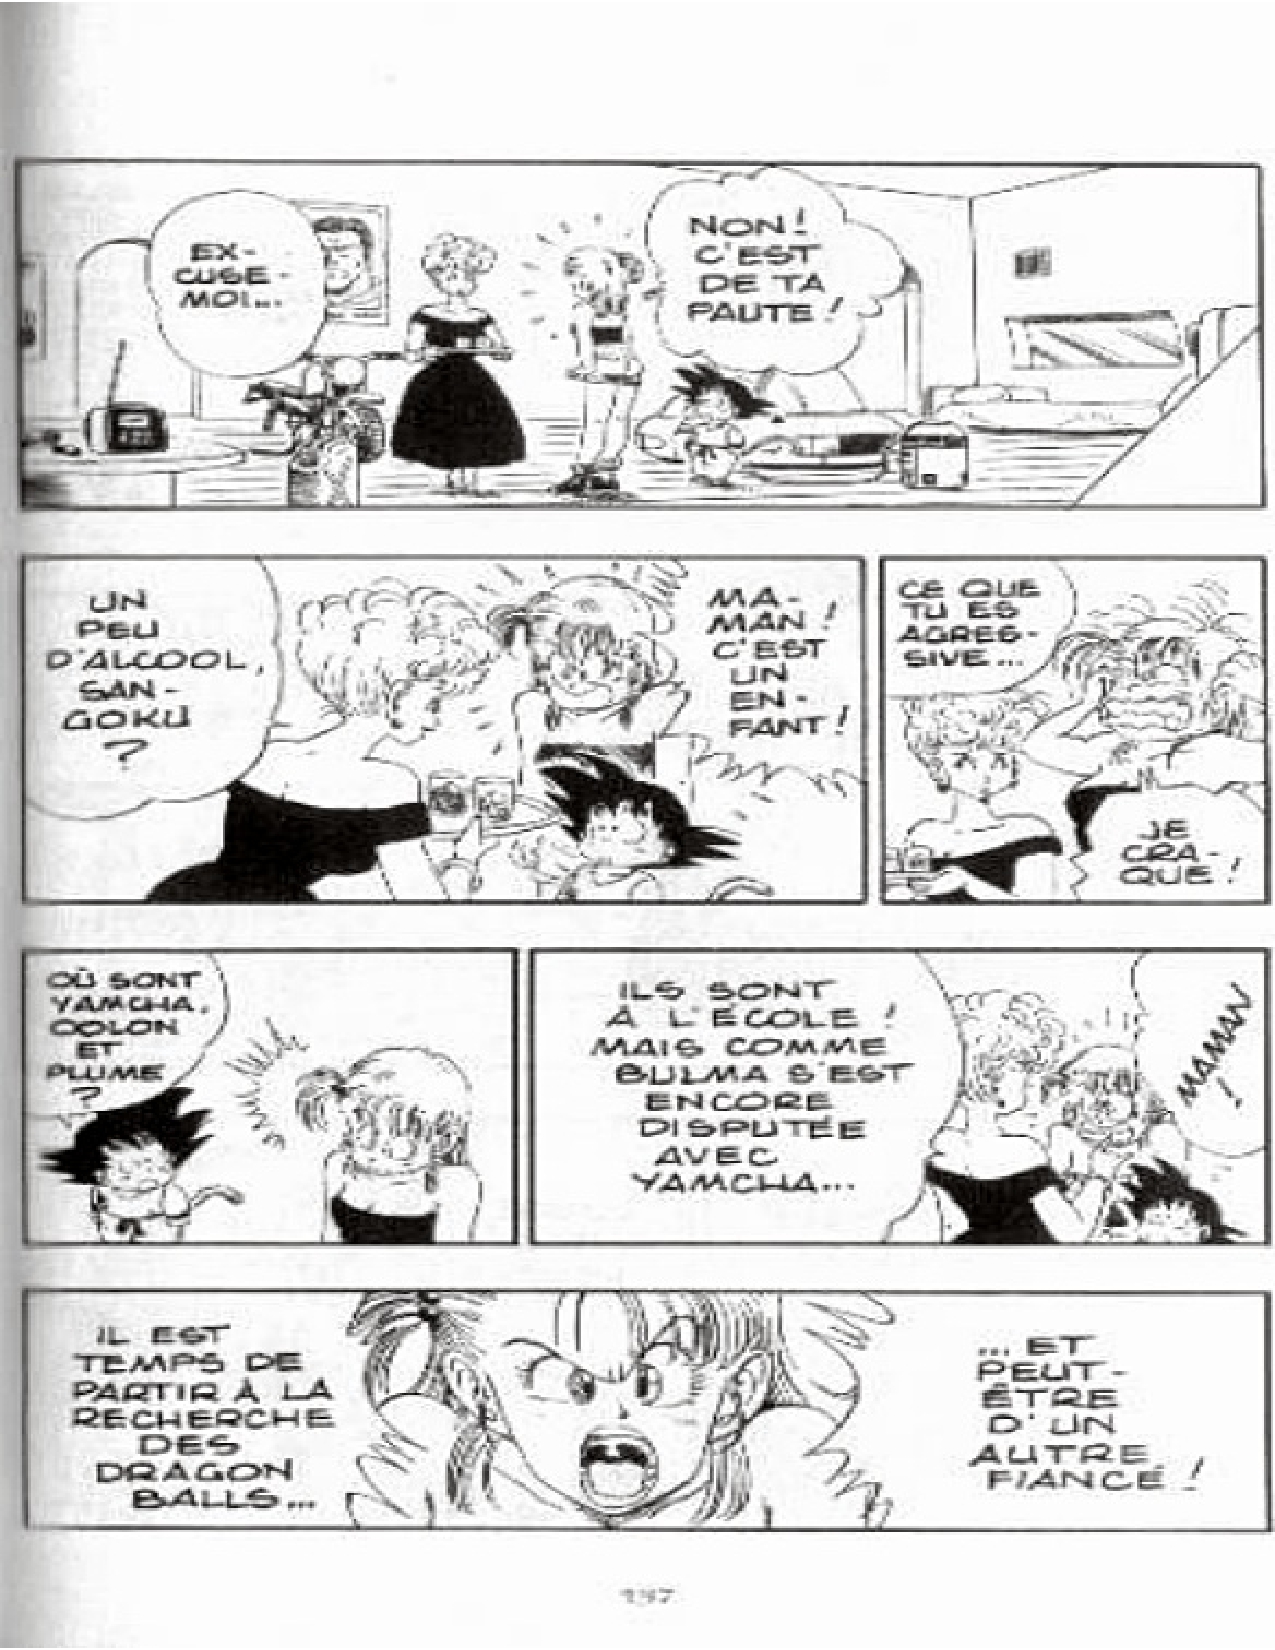 EX-
CUSE-
MOI...
NON!
C'EST
DE TA
FAUTE!
UN
PEU
D'ALCOOL,
SAN-
GOKU
?
MA-
MAN!
C'EST
UN
EN-
FANT!
CE QUE
TU ES
AGRES-
SIVE...
JE
CRA-
QUE!
OÙ SONT
YAMCHA,
OOLON
ET
PLUME
?
ILS SONT
À L'ÉCOLE!
MAIS COMME
BULMA S'EST
ENCORE
DISPUTÉE
AVEC
YAMCHA...
MAMAN
!
IL EST
TEMPS DE
PARTIR À LA
RECHERCHE
DES
DRAGON
BALLS...
... ET
PEUT-
ÊTRE
D'UN
AUTRE
FIANCÉ!